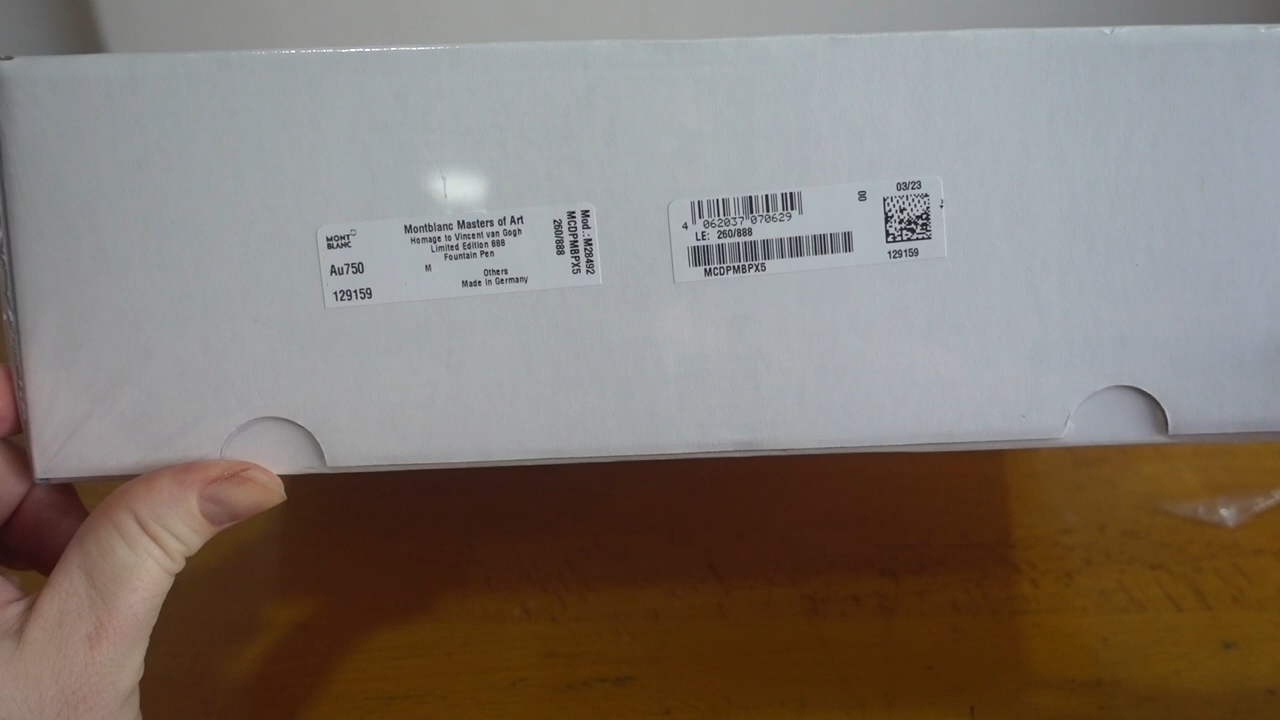 MONT
BLANC
Montblanc Masters of Art
Homage to Vincent van Gogh
Limited Edition 888
Fountain Pen
Au750
M
Others
129159
Made in Germany
Mod.: M28492
MCDPMBPX5
260/888
4 062037 070629
LE: 260/888
MCDPMBPX5
00
03/23
129159